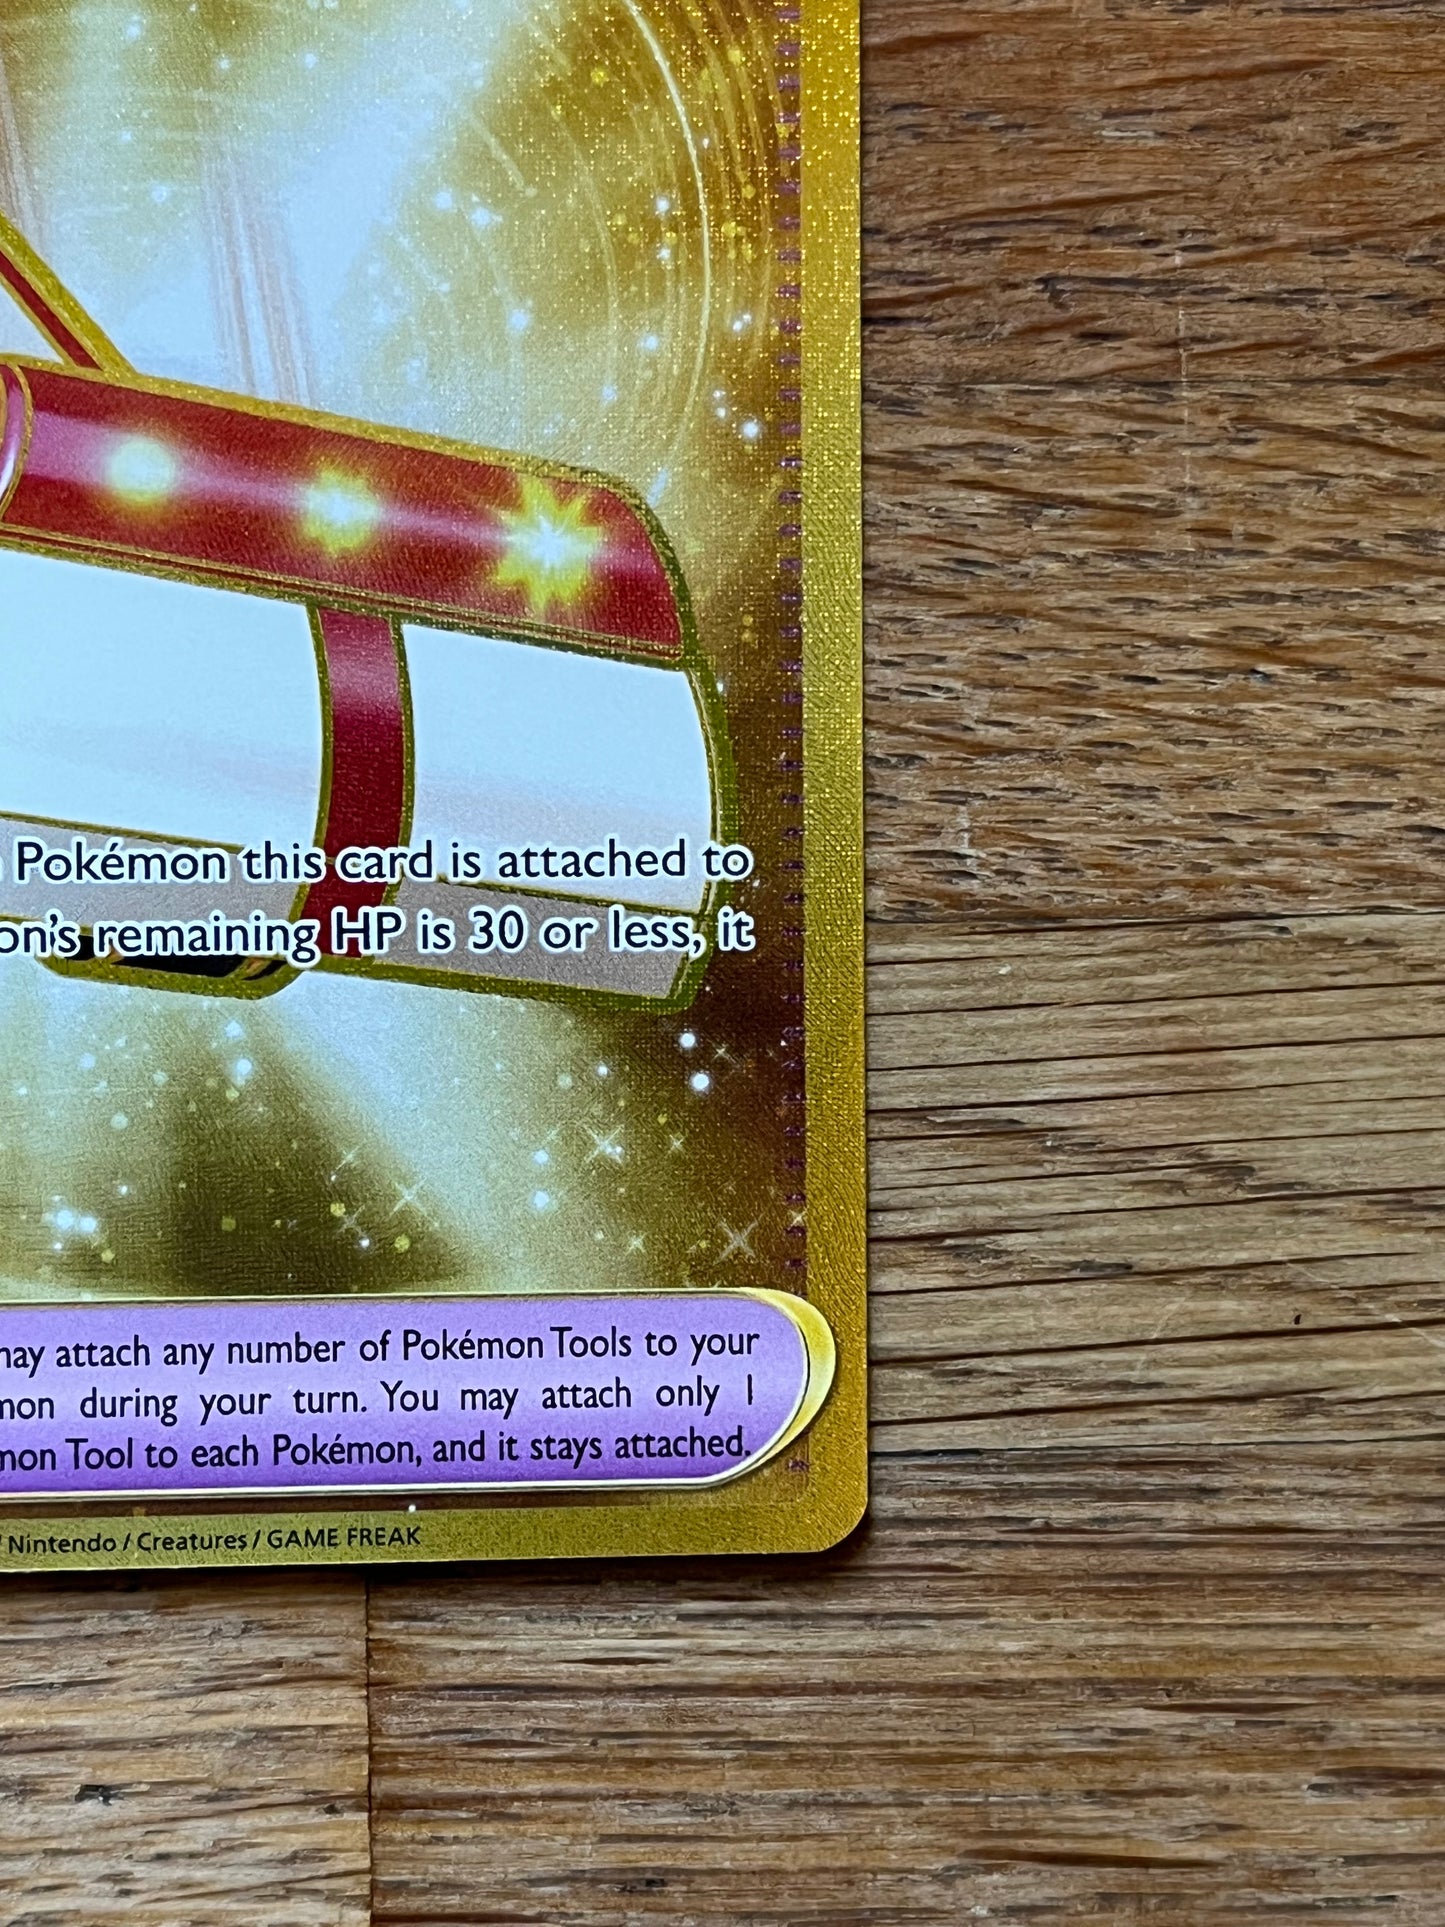 Pokémon this card is attached to
on's remaining HP is 30 or less, it
may attach any number of Pokémon Tools to your
mon during your turn. You may attach only 1
mon Tool to each Pokémon, and it stays attached.
Nintendo / Creatures / GAME FREAK